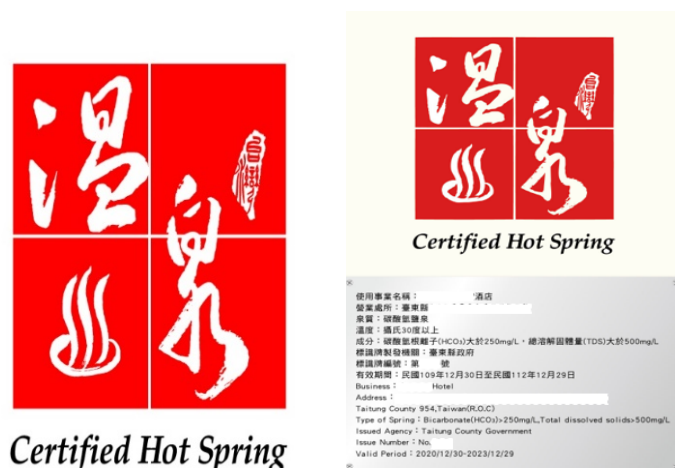 溫泉
臺灣
Certified Hot Spring
溫泉
臺灣
Certified Hot Spring
使用事業名稱： 酒店
營業處所：臺東縣
泉質：碳酸氫鹽泉
溫度：攝氏30度以上
成分：碳酸氫根離子(HCO₃)大於250mg/L，總溶解固體量(TDS)大於500mg/L
標識牌製發機關：臺東縣政府
標識牌編號：第 號
有效期間：民國109年12月30日至民國112年12月29日
Business： Hotel
Address：
Taitung County 954,Taiwan(R.O.C)
Type of Spring：Bicarbonate(HCO₃)>250mg/L,Total dissolved solids>500mg/L
Issued Agency：Taitung County Government
Issue Number：No.
Valid Period：2020/12/30-2023/12/29